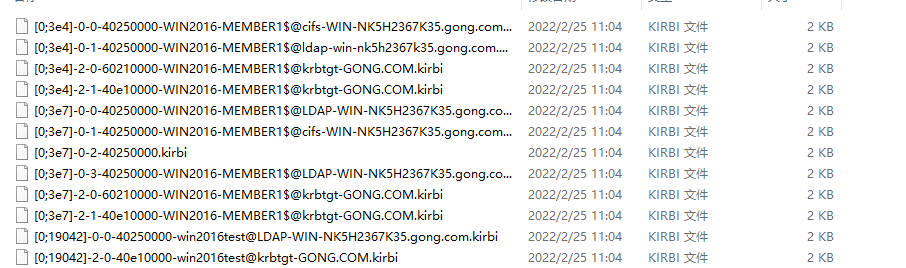 [0;3e4]-0-0-40250000-WIN2016-MEMBER1$@cifs-WIN-NK5H2367K35.gong.com... 2022/2/25 11:04 KIRBI 文件 2 KB
[0;3e4]-0-1-40250000-WIN2016-MEMBER1$@ldap-win-nk5h2367k35.gong.com.... 2022/2/25 11:04 KIRBI 文件 2 KB
[0;3e4]-2-0-60210000-WIN2016-MEMBER1$@krbtgt-GONG.COM.kirbi 2022/2/25 11:04 KIRBI 文件 2 KB
[0;3e4]-2-1-40e10000-WIN2016-MEMBER1$@krbtgt-GONG.COM.kirbi 2022/2/25 11:04 KIRBI 文件 2 KB
[0;3e7]-0-0-40250000-WIN2016-MEMBER1$@LDAP-WIN-NK5H2367K35.gong.co... 2022/2/25 11:04 KIRBI 文件 2 KB
[0;3e7]-0-1-40250000-WIN2016-MEMBER1$@cifs-WIN-NK5H2367K35.gong.com... 2022/2/25 11:04 KIRBI 文件 2 KB
[0;3e7]-0-2-40250000.kirbi 2022/2/25 11:04 KIRBI 文件 2 KB
[0;3e7]-0-3-40250000-WIN2016-MEMBER1$@LDAP-WIN-NK5H2367K35.gong.co... 2022/2/25 11:04 KIRBI 文件 2 KB
[0;3e7]-2-0-60210000-WIN2016-MEMBER1$@krbtgt-GONG.COM.kirbi 2022/2/25 11:04 KIRBI 文件 2 KB
[0;3e7]-2-1-40e10000-WIN2016-MEMBER1$@krbtgt-GONG.COM.kirbi 2022/2/25 11:04 KIRBI 文件 2 KB
[0;19042]-0-0-40250000-win2016test@LDAP-WIN-NK5H2367K35.gong.com.kirbi 2022/2/25 11:04 KIRBI 文件 2 KB
[0;19042]-2-0-40e10000-win2016test@krbtgt-GONG.COM.kirbi 2022/2/25 11:04 KIRBI 文件 2 KB